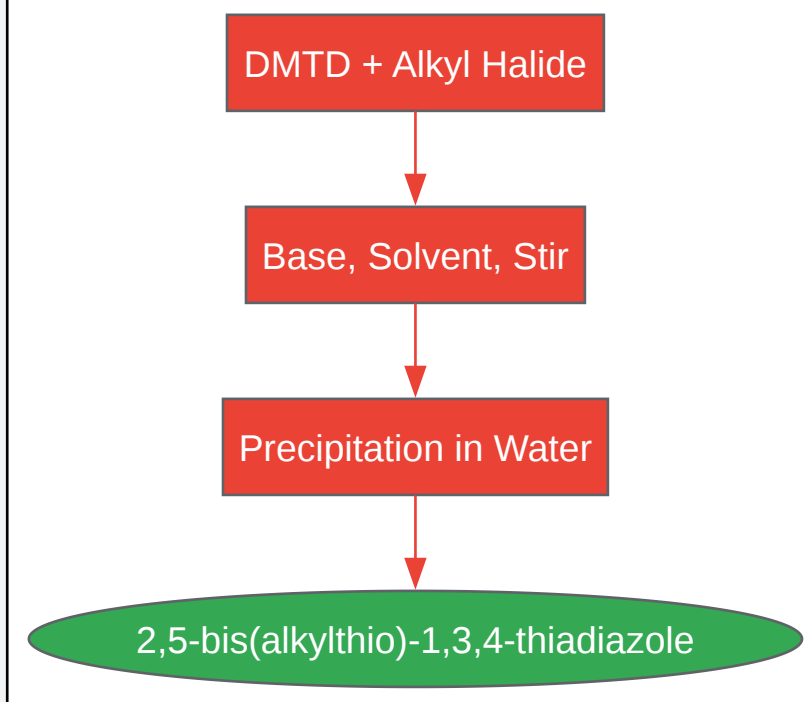 DMTD + Alkyl Halide
Base, Solvent, Stir
Precipitation in Water
2,5-bis(alkylthio)-1,3,4-thiadiazole